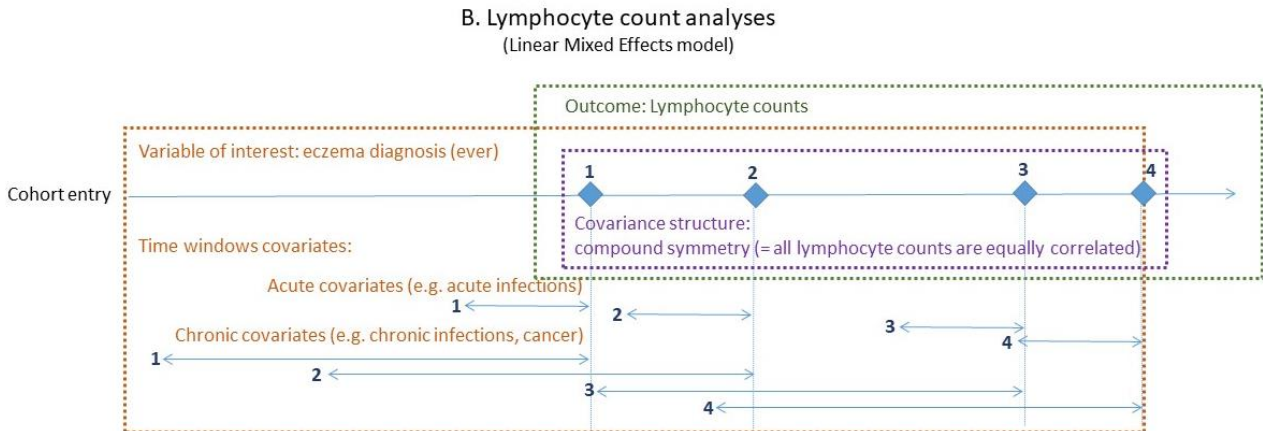 B. Lymphocyte count analyses
(Linear Mixed Effects model)
Outcome: Lymphocyte counts
Variable of interest: eczema diagnosis (ever)
1 2 3 4
Cohort entry
Covariance structure:
compound symmetry (= all lymphocyte counts are equally correlated)
Time windows covariates:
Acute covariates (e.g. acute infections)
1
2
3
Chronic covariates (e.g. chronic infections, cancer)
4
1
2
3
4